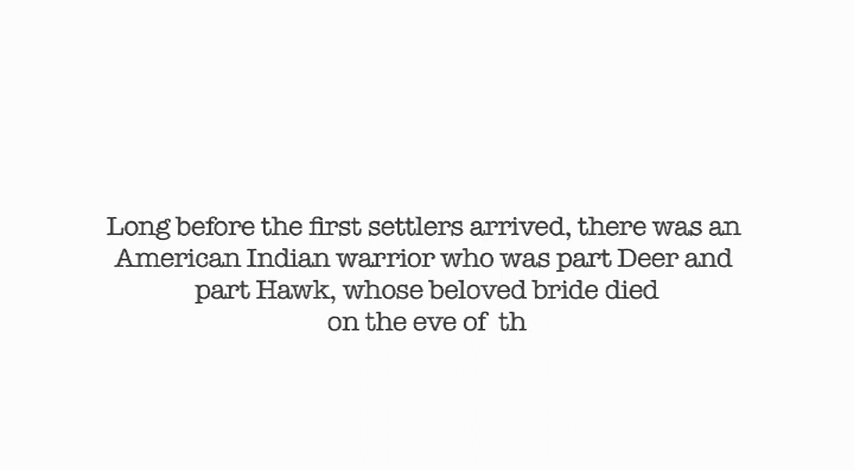 Long before the first settlers arrived, there was an
American Indian warrior who was part Deer and
part Hawk, whose beloved bride died
on the eve of th